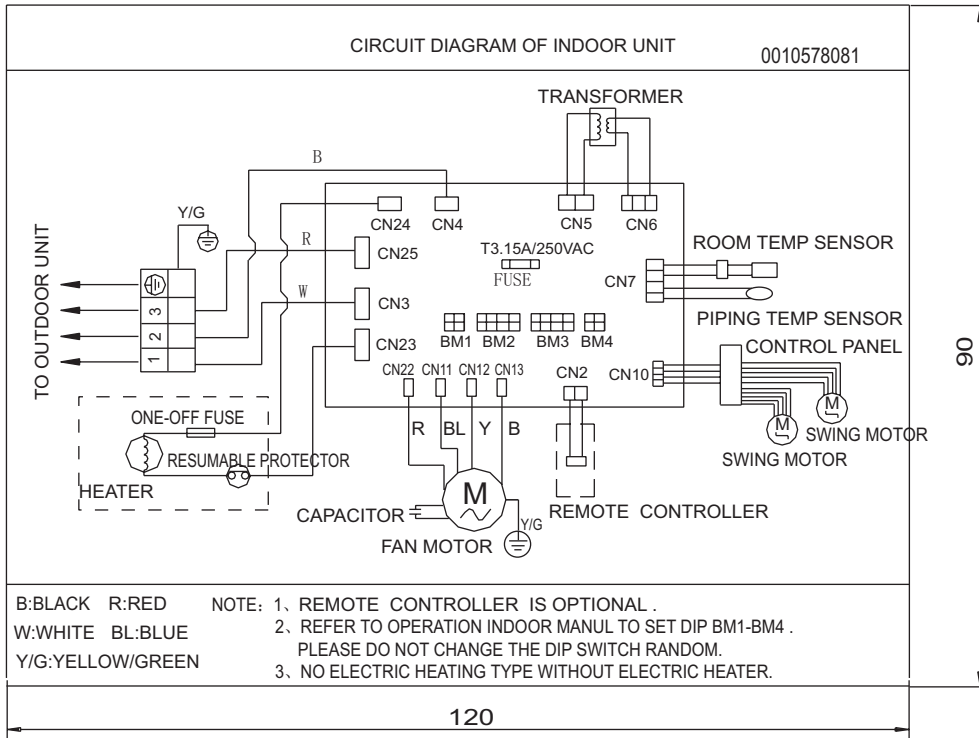 CIRCUIT DIAGRAM OF INDOOR UNIT
0010578081
TRANSFORMER
B
Y/G
CN24
CN4
CN5
CN6
R
CN25
T3.15A/250VAC
FUSE
ROOM TEMP SENSOR
CN7
W
CN3
PIPING TEMP SENSOR
TO OUTDOOR UNIT
3
2
1
BM1
BM2
BM3
BM4
CN23
CONTROL PANEL
CN22
CN11
CN12
CN13
CN2
CN10
ONE-OFF FUSE
RESUMABLE PROTECTOR
HEATER
R
BL
Y
B
M
M
SWING MOTOR
SWING MOTOR
M
CAPACITOR
FAN MOTOR
Y/G
REMOTE CONTROLLER
B:BLACK R:RED
W:WHITE BL:BLUE
Y/G:YELLOW/GREEN
NOTE: 1、REMOTE CONTROLLER IS OPTIONAL .
2、REFER TO OPERATION INDOOR MANUL TO SET DIP BM1-BM4 .
PLEASE DO NOT CHANGE THE DIP SWITCH RANDOM.
3、NO ELECTRIC HEATING TYPE WITHOUT ELECTRIC HEATER.
120
90